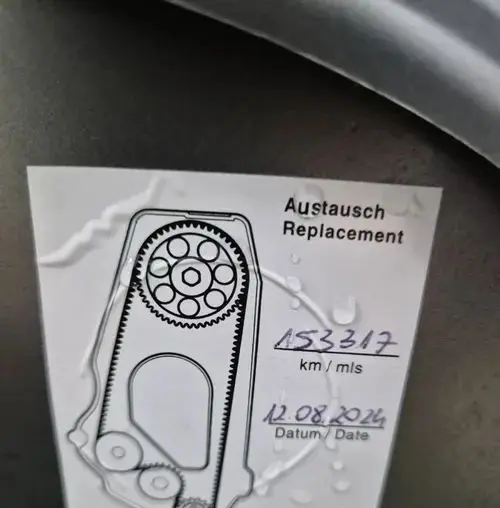 Austausch
Replacement
153317
km / mls
12.08.2024
Datum / Date